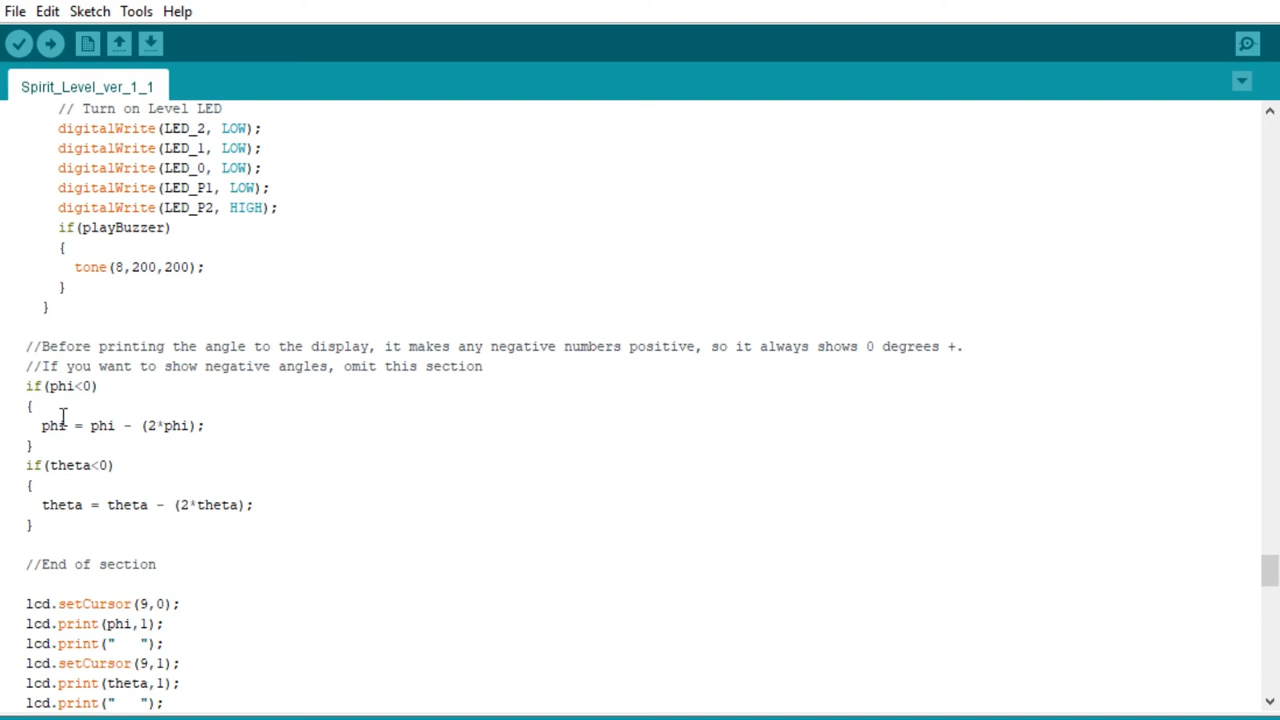 File Edit Sketch Tools Help
Spirit_Level_ver_1_1
// Turn on Level LED
digitalWrite(LED_2, LOW);
digitalWrite(LED_1, LOW);
digitalWrite(LED_0, LOW);
digitalWrite(LED_P1, LOW);
digitalWrite(LED_P2, HIGH);
if(playBuzzer)
{
tone(8,200,200);
}
}
//Before printing the angle to the display, it makes any negative numbers positive, so it always shows 0 degrees +.
//If you want to show negative angles, omit this section
if(phi<0)
{
phi = phi - (2*phi);
}
if(theta<0)
{
theta = theta - (2*theta);
}
//End of section
lcd.setCursor(9,0);
lcd.print(phi,1);
lcd.print("   ");
lcd.setCursor(9,1);
lcd.print(theta,1);
lcd.print("   ");